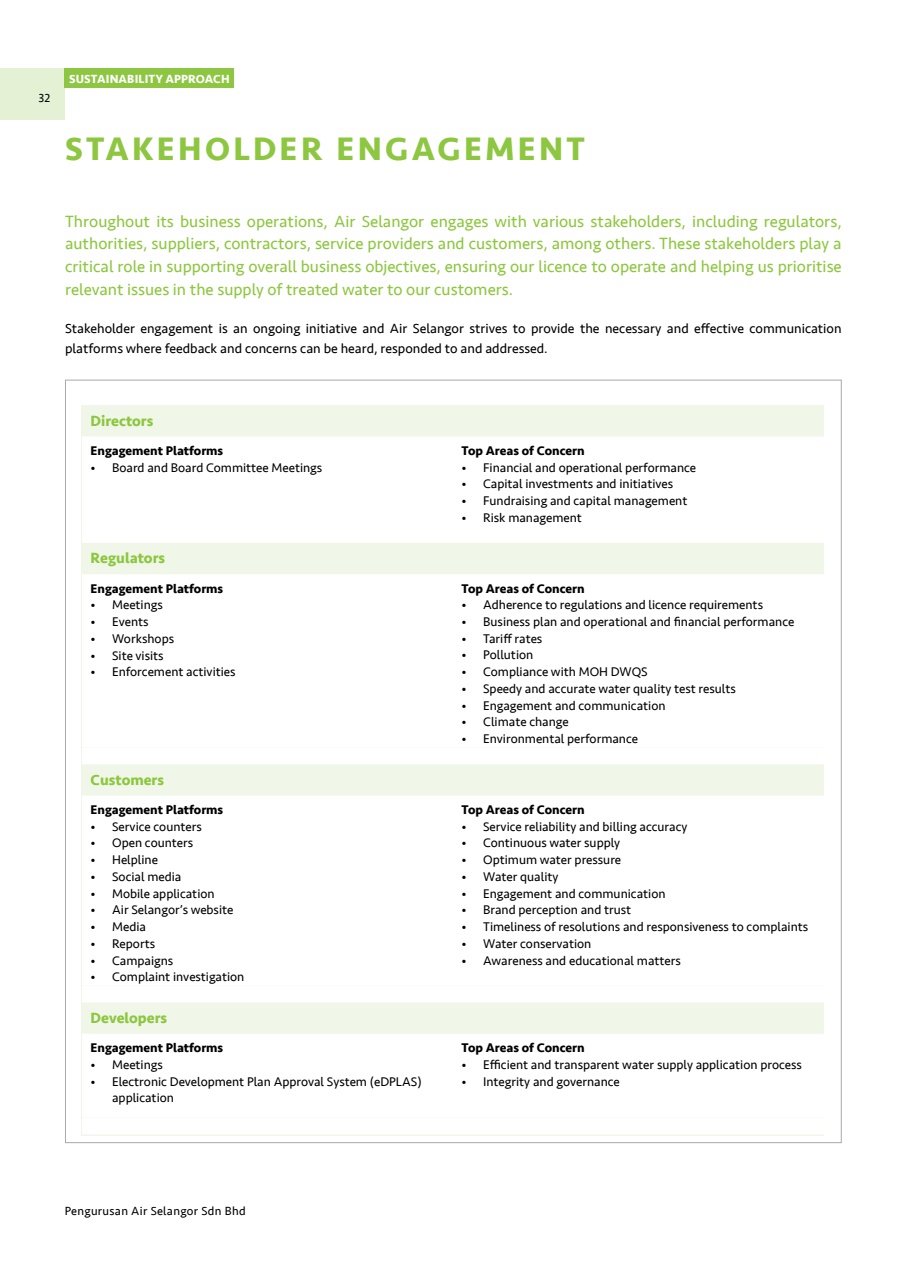 SUSTAINABILITY APPROACH
32
STAKEHOLDER ENGAGEMENT
Throughout its business operations, Air Selangor engages with various stakeholders, including regulators,
authorities, suppliers, contractors, service providers and customers, among others. These stakeholders play a
critical role in supporting overall business objectives, ensuring our licence to operate and helping us prioritise
relevant issues in the supply of treated water to our customers.
Stakeholder engagement is an ongoing initiative and Air Selangor strives to provide the necessary and effective communication
platforms where feedback and concerns can be heard, responded to and addressed.
Directors
Engagement Platforms
• Board and Board Committee Meetings
Top Areas of Concern
• Financial and operational performance
• Capital investments and initiatives
• Fundraising and capital management
• Risk management
Regulators
Engagement Platforms
• Meetings
• Events
• Workshops
• Site visits
• Enforcement activities
Top Areas of Concern
• Adherence to regulations and licence requirements
• Business plan and operational and financial performance
• Tariff rates
• Pollution
• Compliance with MOH DWQS
• Speedy and accurate water quality test results
• Engagement and communication
• Climate change
• Environmental performance
Customers
Engagement Platforms
• Service counters
• Open counters
• Helpline
• Social media
• Mobile application
• Air Selangor’s website
• Media
• Reports
• Campaigns
• Complaint investigation
Top Areas of Concern
• Service reliability and billing accuracy
• Continuous water supply
• Optimum water pressure
• Water quality
• Engagement and communication
• Brand perception and trust
• Timeliness of resolutions and responsiveness to complaints
• Water conservation
• Awareness and educational matters
Developers
Engagement Platforms
• Meetings
• Electronic Development Plan Approval System (eDPLAS)
application
Top Areas of Concern
• Efficient and transparent water supply application process
• Integrity and governance
Pengurusan Air Selangor Sdn Bhd